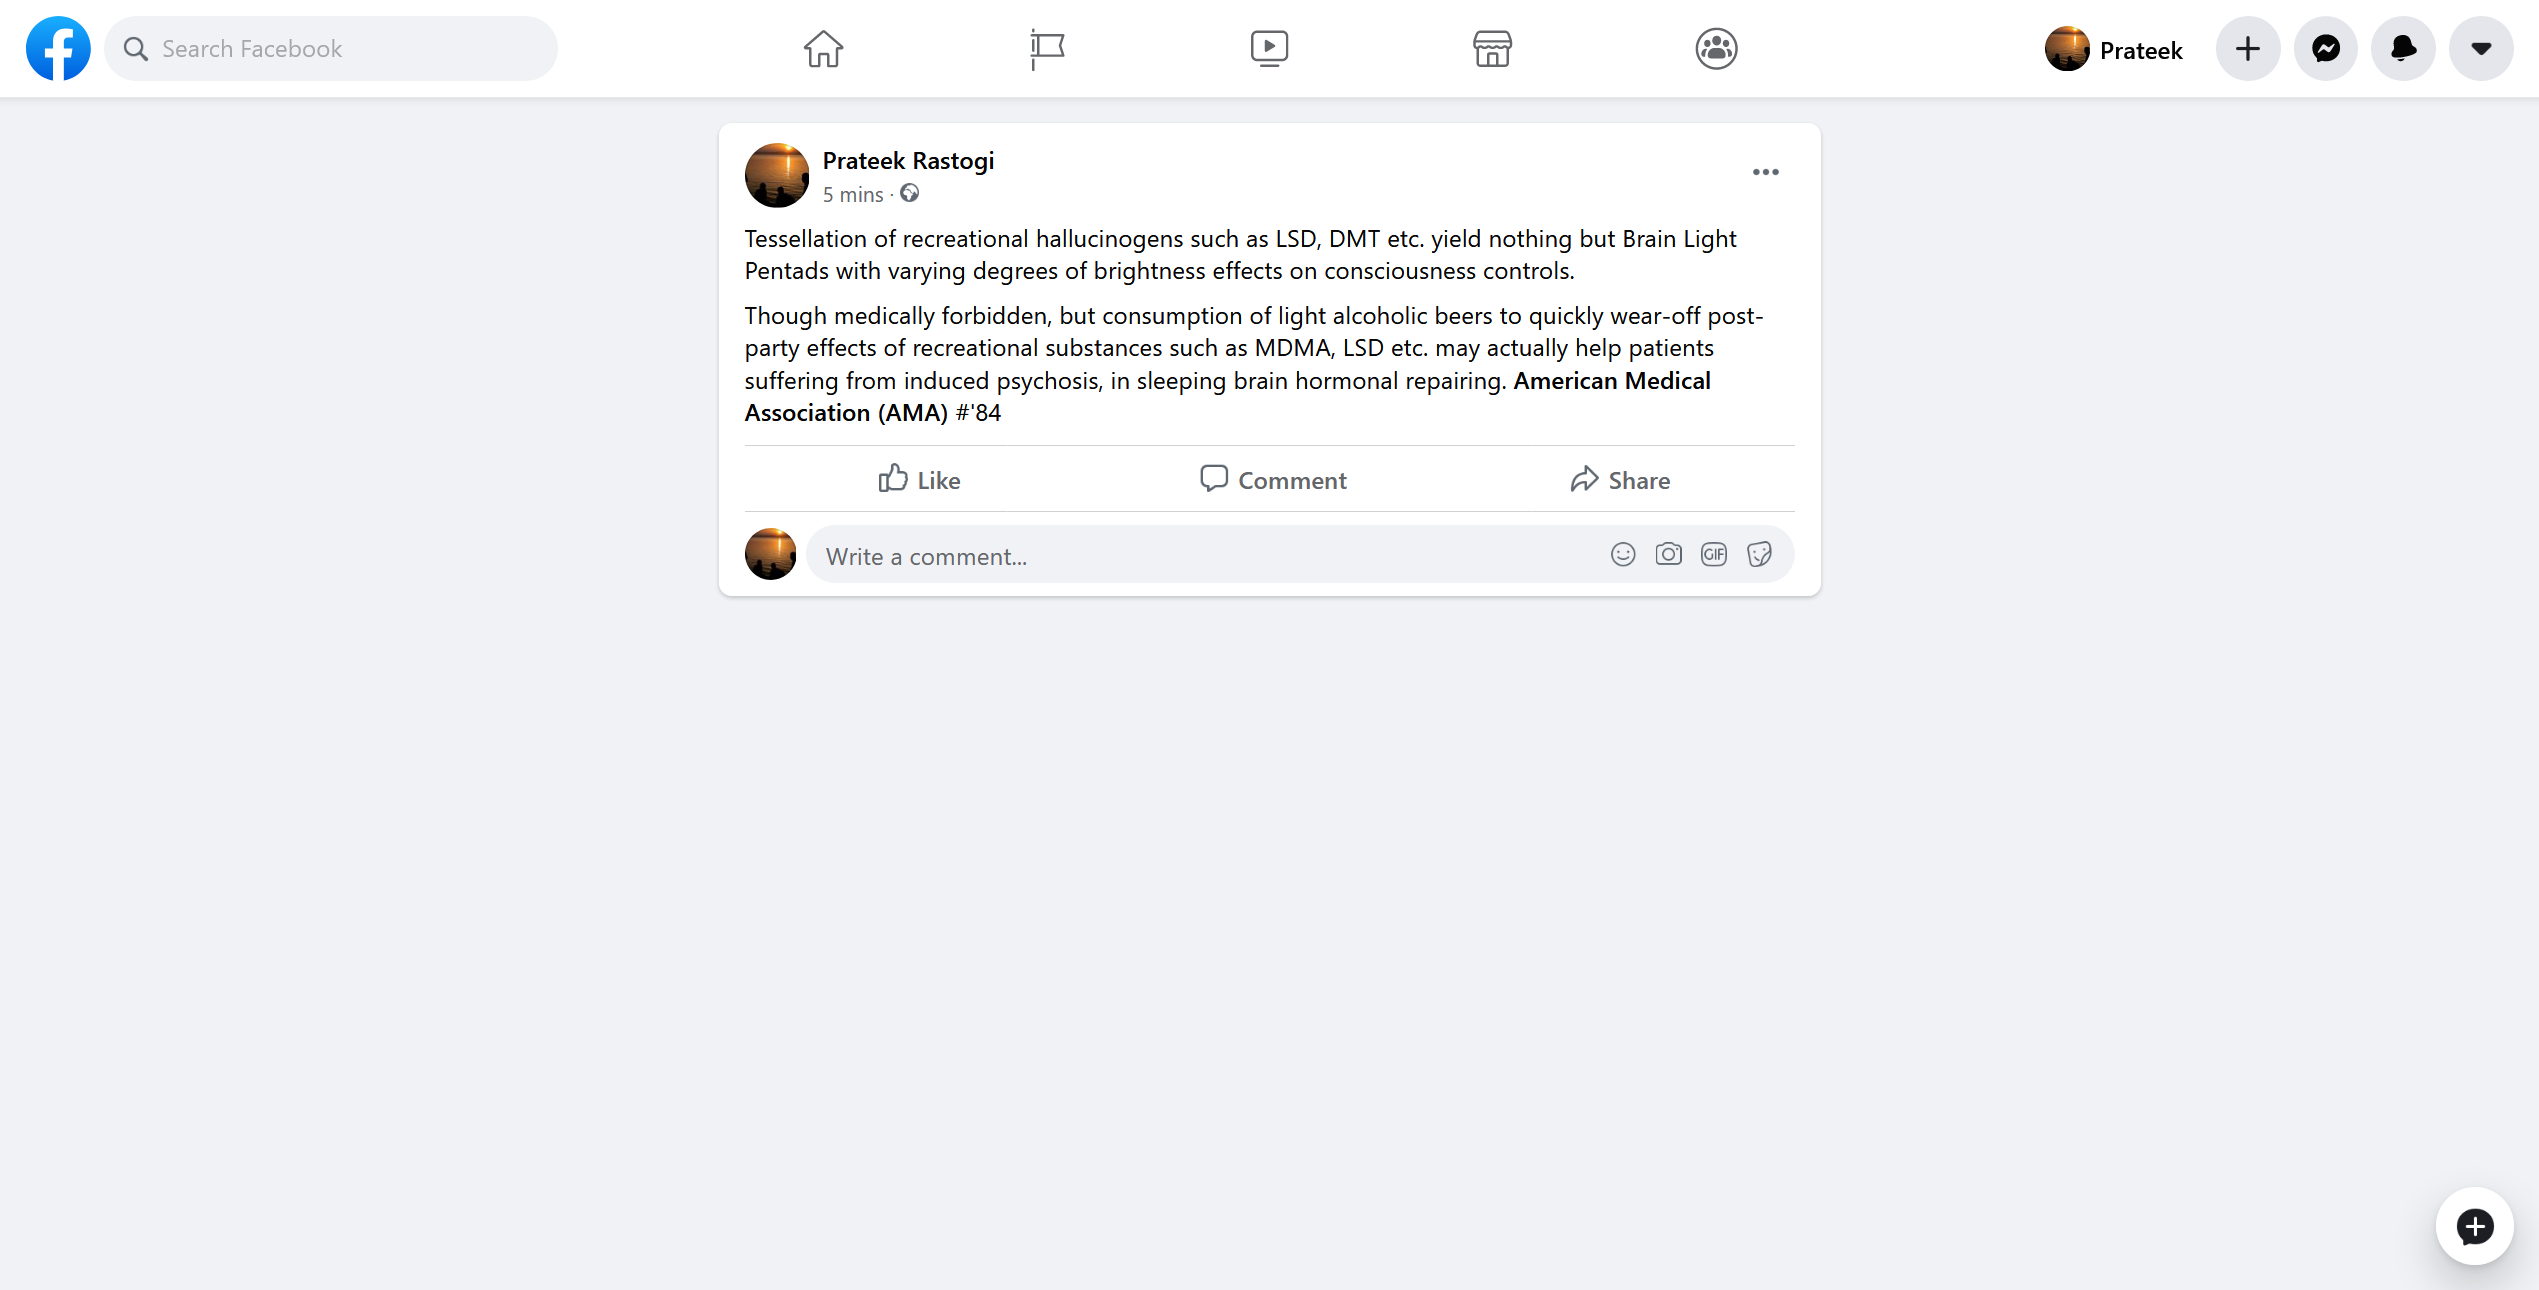 Search Facebook
Prateek
Prateek Rastogi
5 mins ·
Tessellation of recreational hallucinogens such as LSD, DMT etc. yield nothing but Brain Light
Pentads with varying degrees of brightness effects on consciousness controls.
Though medically forbidden, but consumption of light alcoholic beers to quickly wear-off post-
party effects of recreational substances such as MDMA, LSD etc. may actually help patients
suffering from induced psychosis, in sleeping brain hormonal repairing. American Medical
Association (AMA) #'84
Like Comment Share
Write a comment... GIF